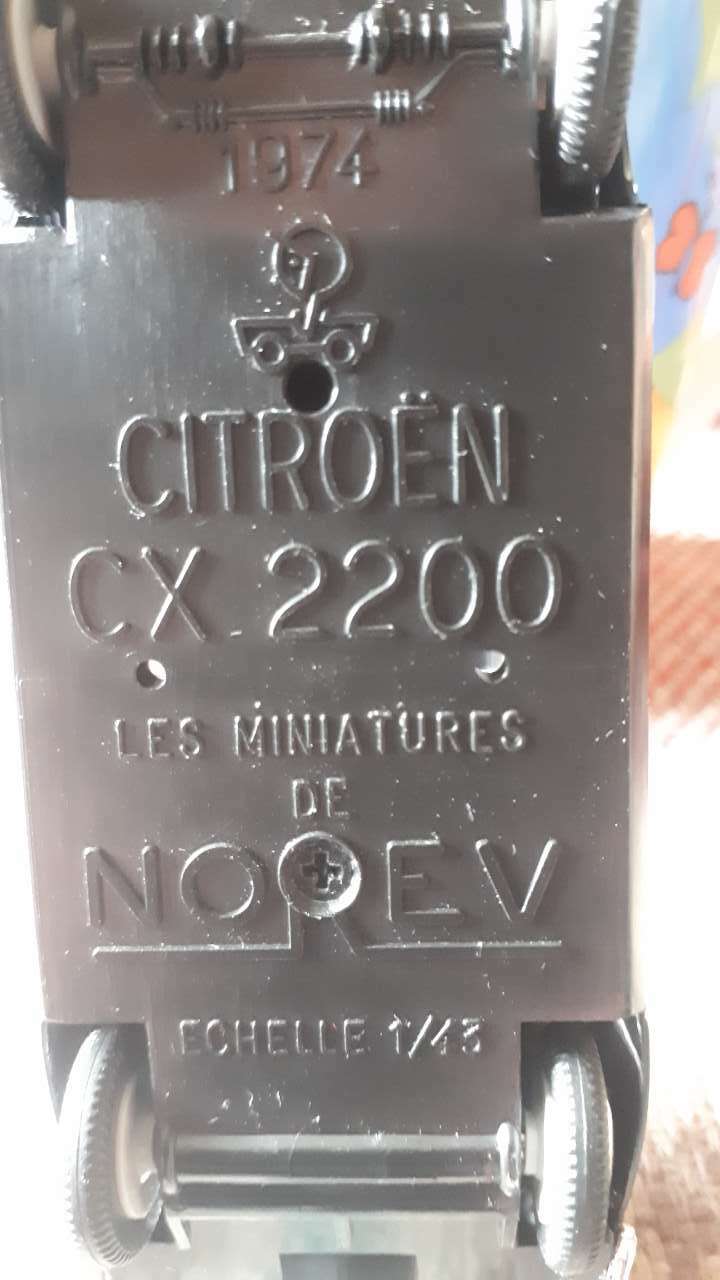 1974
CITROËN
CX 2200
LES MINIATURES
DE
NOREV
ECHELLE 1/43